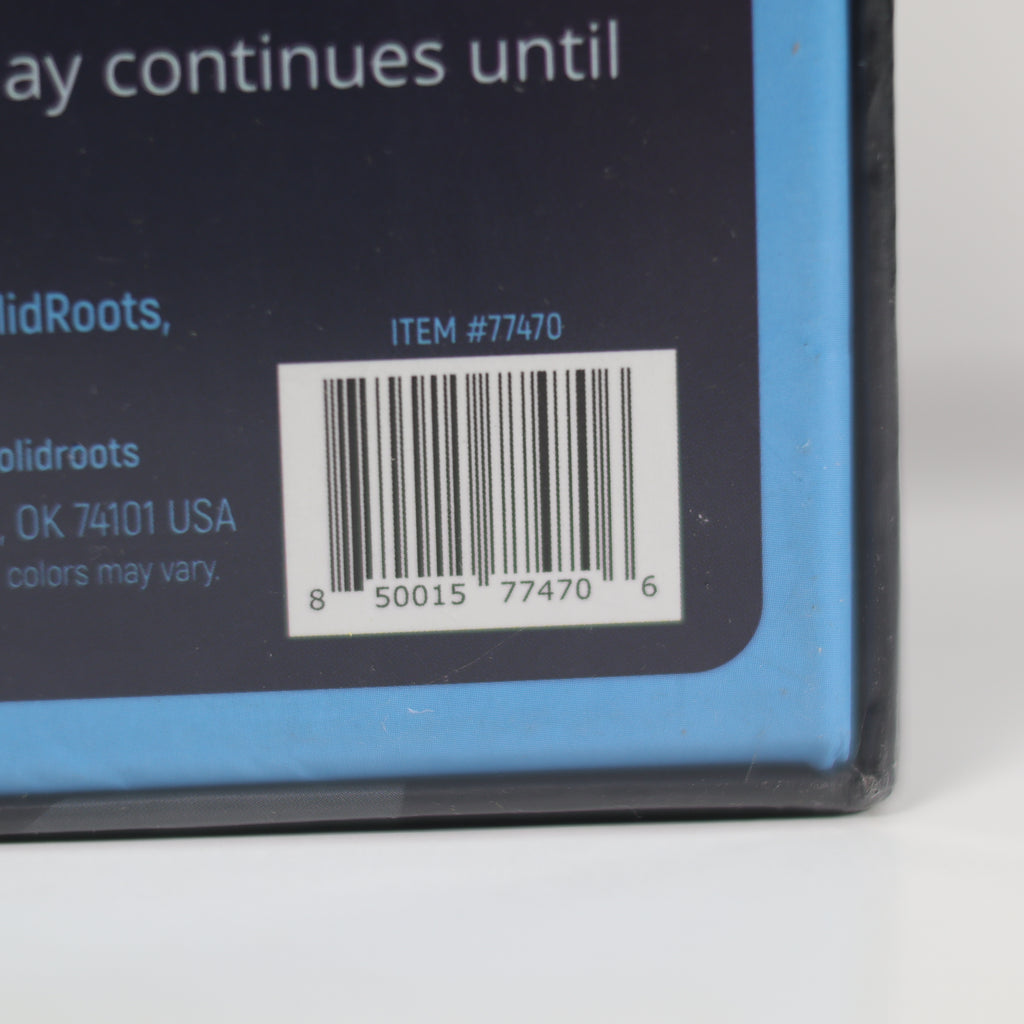 ay continues until
lidRoots,
ITEM #77470
olidroots
, OK 74101 USA
colors may vary.
8 50015 77470 6